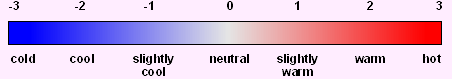 -3 -2 -1 0 1 2 3
cold cool slightly cool neutral slightly warm warm hot